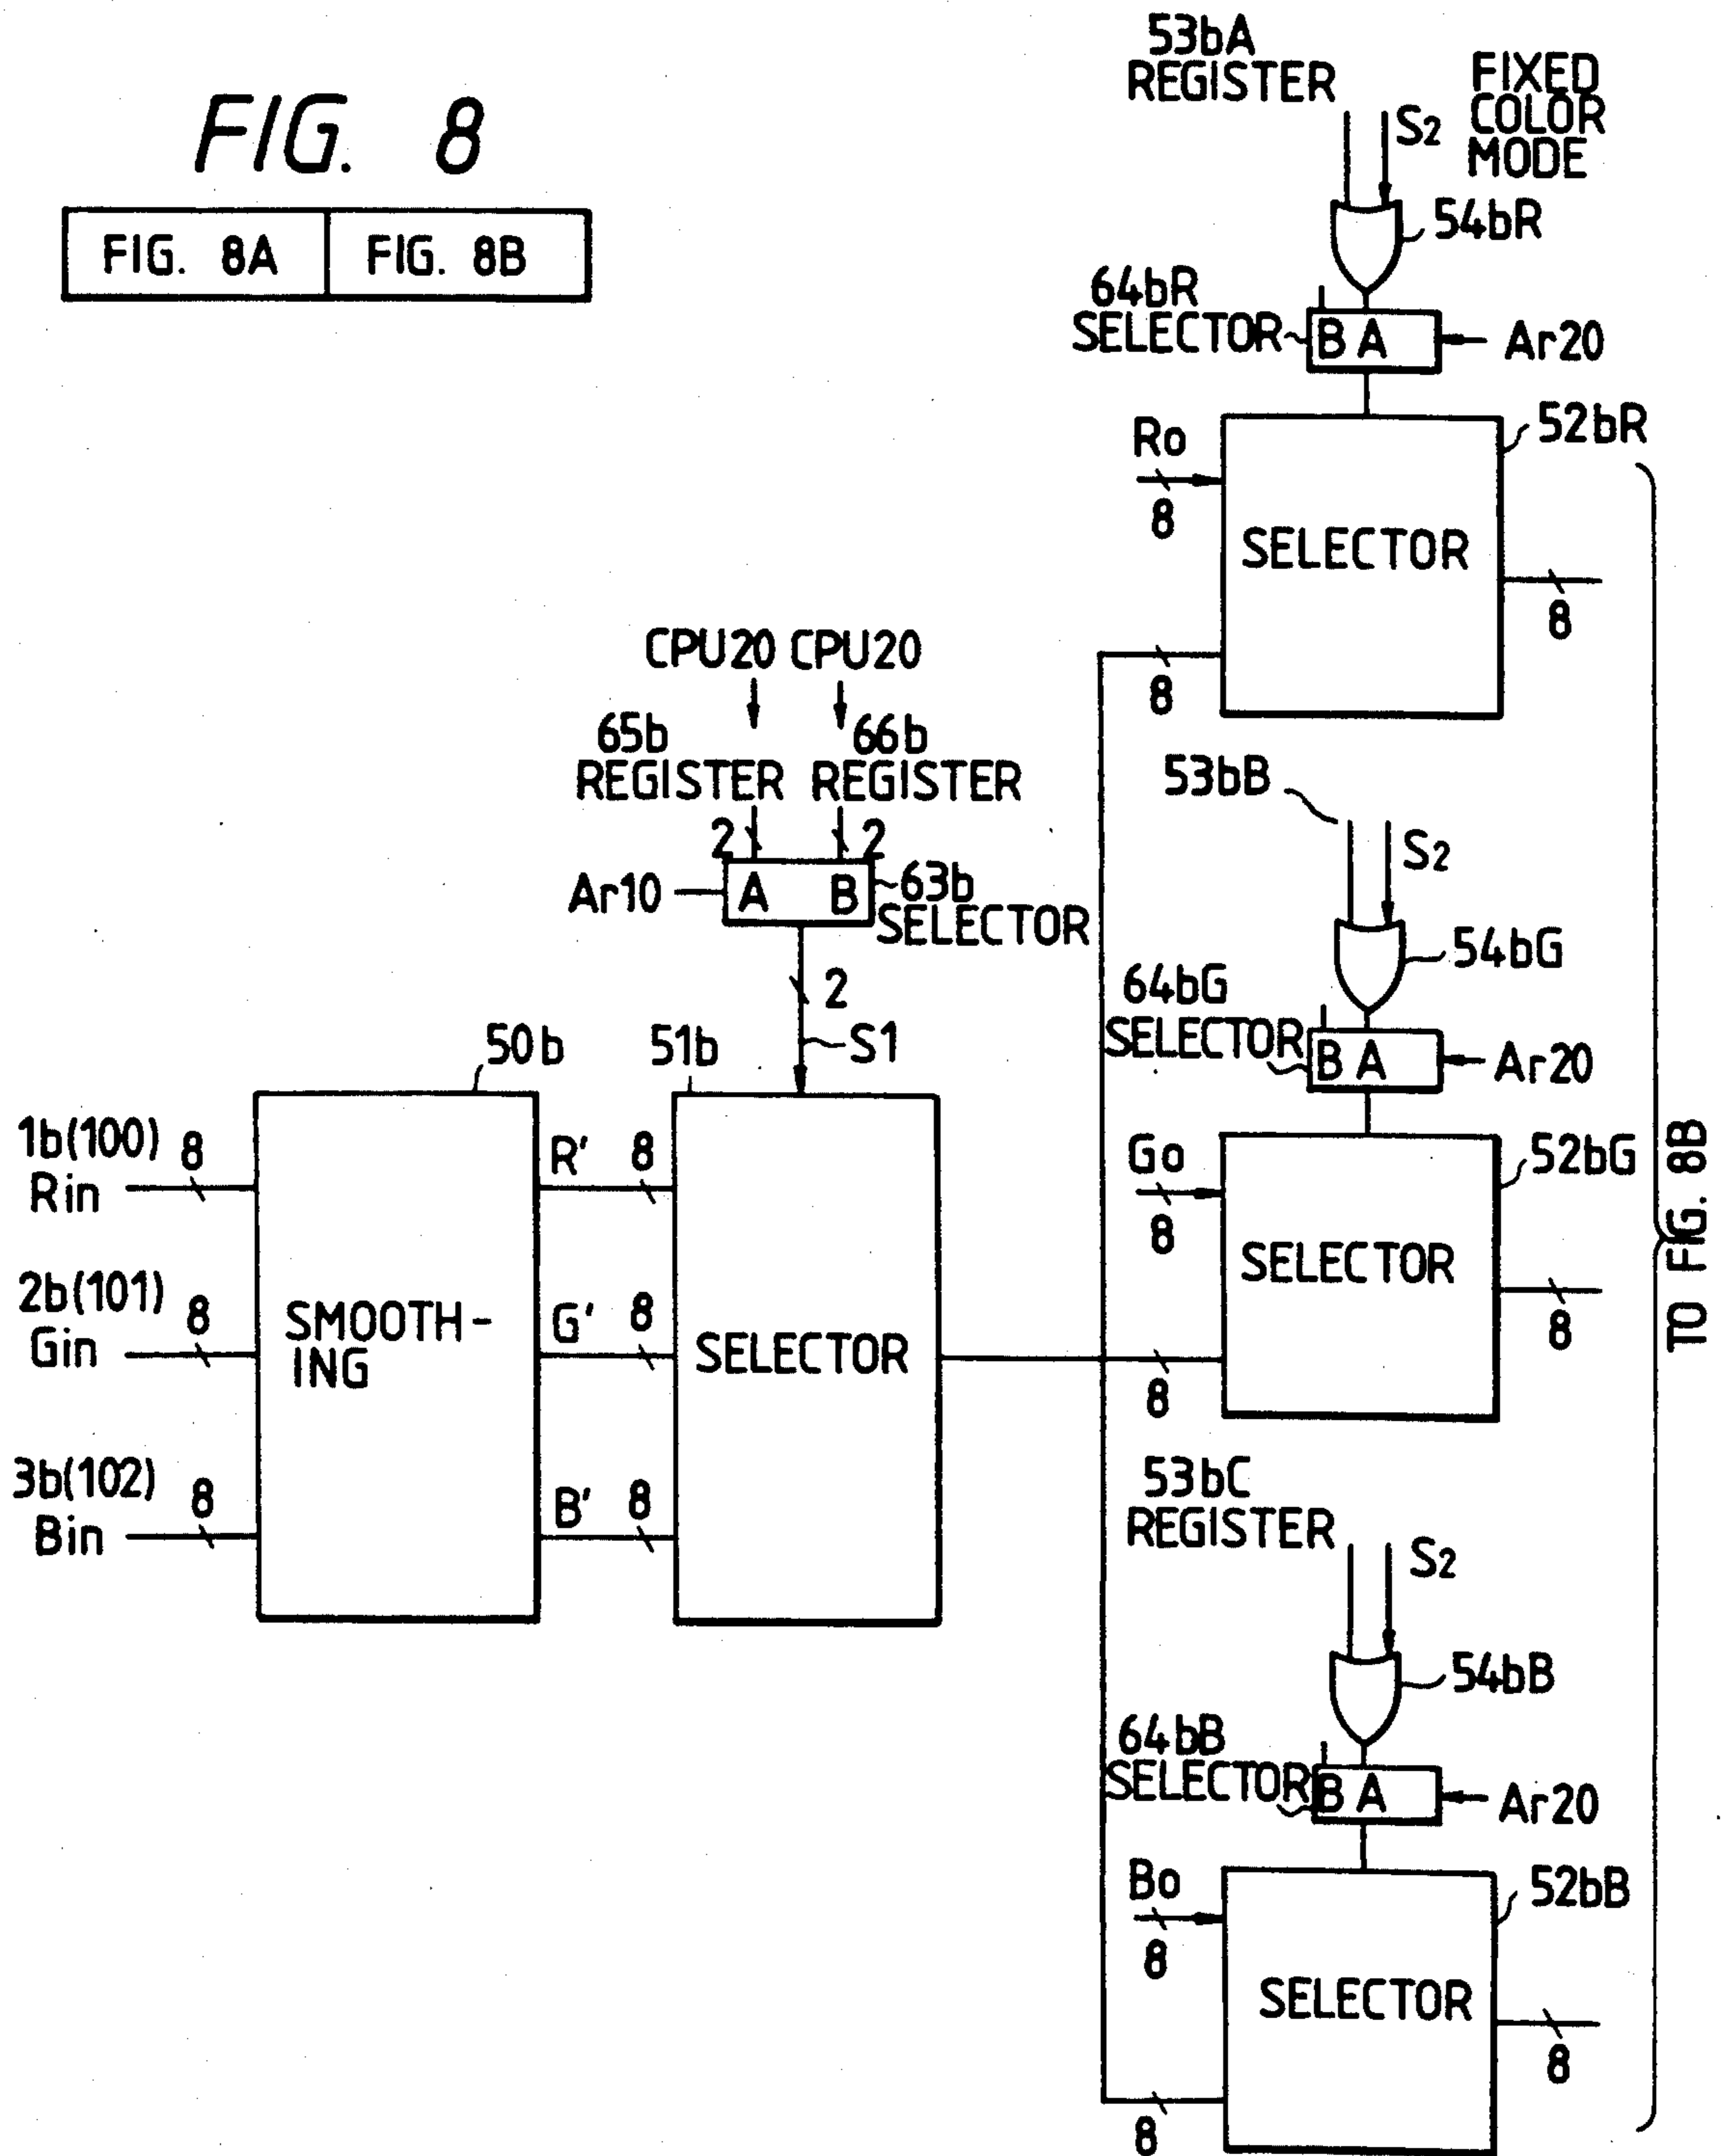 FIG. 8
FIG. 8A
FIG. 8B
53bA
REGISTER
S2
FIXED
COLOR
MODE
54bR
64bR
SELECTOR
B A
Ar20
52bR
Ro
8
SELECTOR
8
8
CPU20 CPU20
65b
REGISTER
66b
REGISTER
2
2
Ar10
A B
63b
SELECTOR
2
S1
53bB
S2
54bG
64bG
SELECTOR
B A
Ar20
52bG
Go
8
SELECTOR
8
8
TO FIG. 8B
50b
51b
1b(100)
Rin
8
R'
8
2b(101)
Gin
8
SMOOTH-
ING
G'
8
SELECTOR
3b(102)
Bin
8
B'
8
53bC
REGISTER
S2
54bB
64bB
SELECTOR
B A
Ar20
52bB
Bo
8
SELECTOR
8
8